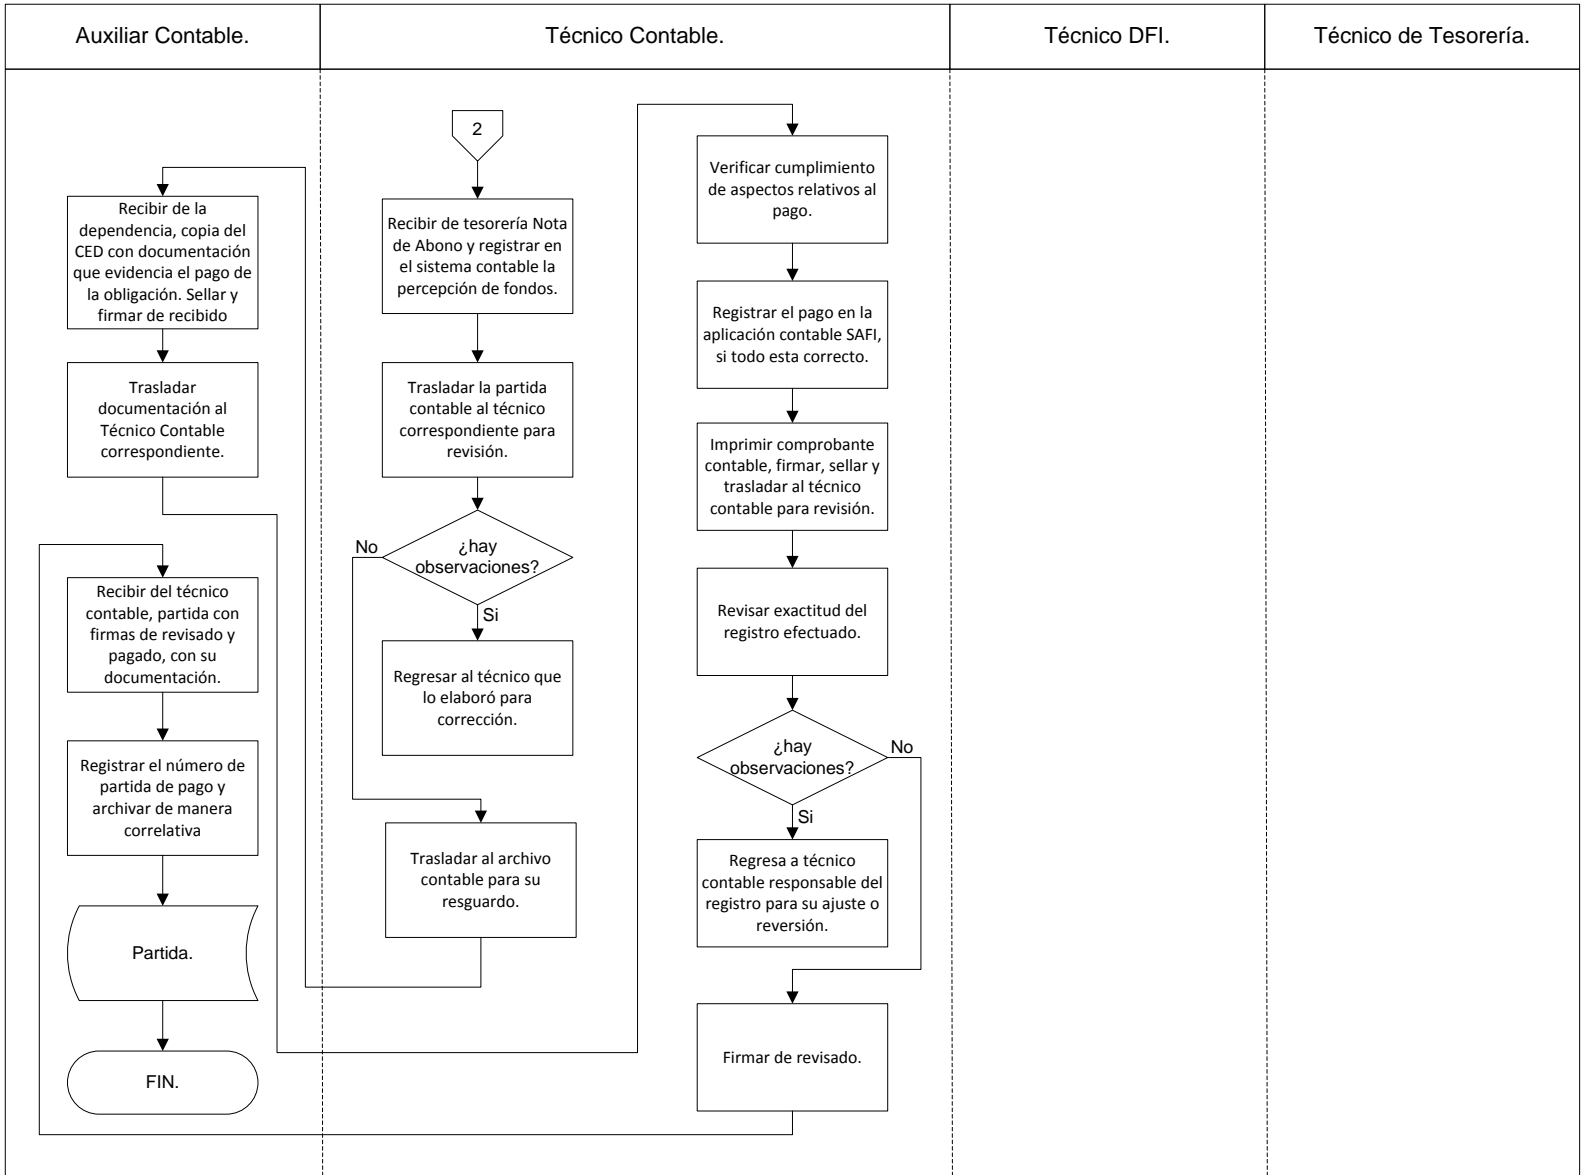 Auxiliar Contable.
Técnico Contable.
Técnico DFI.
Técnico de Tesorería.
2
Recibir de tesorería Nota
de Abono y registrar en
el sistema contable la
percepción de fondos.
Trasladar la partida
contable al técnico
correspondiente para
revisión.
¿hay
observaciones?
No
Si
Regresar al técnico que
lo elaboró para
corrección.
Trasladar al archivo
contable para su
resguardo.
Recibir de la
dependencia, copia del
CED con documentación
que evidencia el pago de
la obligación. Sellar y
firmar de recibido
Trasladar
documentación al
Técnico Contable
correspondiente.
Verificar cumplimiento
de aspectos relativos al
pago.
Registrar el pago en la
aplicación contable SAFI,
si todo esta correcto.
Imprimir comprobante
contable, firmar, sellar y
trasladar al técnico
contable para revisión.
Revisar exactitud del
registro efectuado.
¿hay
observaciones?
No
Si
Regresa a técnico
contable responsable del
registro para su ajuste o
reversión.
Firmar de revisado.
Recibir del técnico
contable, partida con
firmas de revisado y
pagado, con su
documentación.
Registrar el número de
partida de pago y
archivar de manera
correlativa
Partida.
FIN.